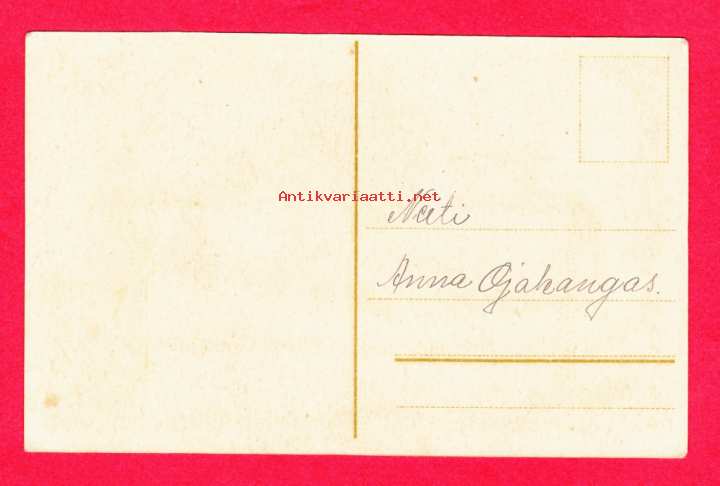 Antikvariaatti.net
Neiti
Anna Ojakangas.